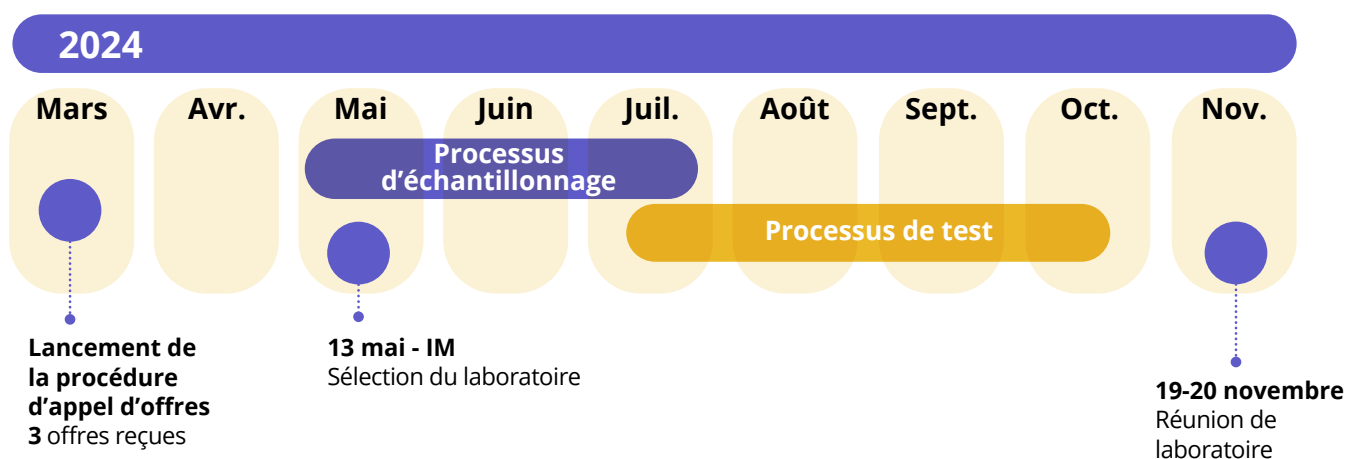 2024
Mars
Avr.
Mai
Juin
Juil.
Août
Sept.
Oct.
Nov.
Processus
d’échantillonnage
Processus de test
Lancement de
la procédure
d’appel d’offres
3 offres reçues
13 mai - IM
Sélection du laboratoire
19-20 novembre
Réunion de
laboratoire